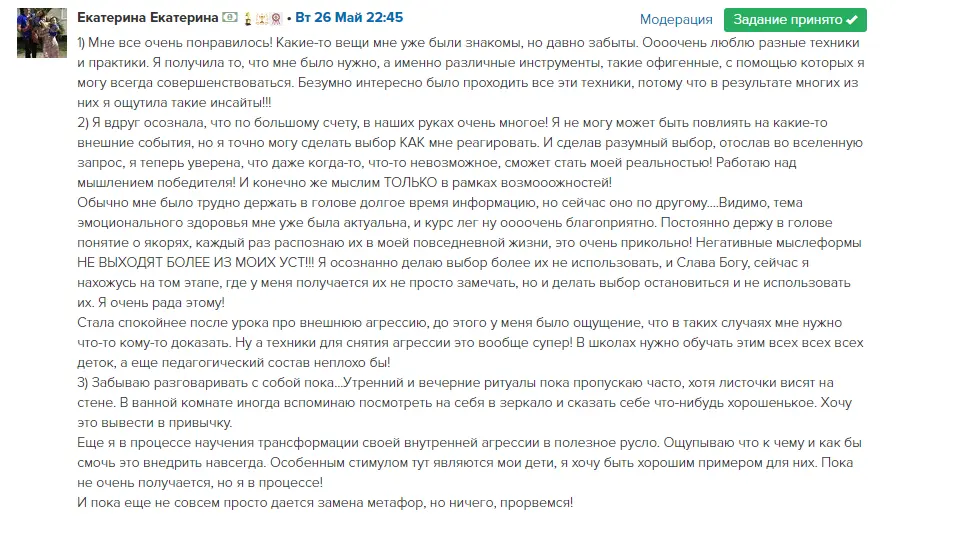 Екатерина Екатерина • Вт 26 Май 22:45
Модерация
Задание принято
1) Мне все очень понравилось! Какие-то вещи мне уже были знакомы, но давно забыты. Оооочень люблю разные техники
и практики. Я получила то, что мне было нужно, а именно различные инструменты, такие офигенные, с помощью которых я
могу всегда совершенствоваться. Безумно интересно было проходить все эти техники, потому что в результате многих из
них я ощутила такие инсайты!!!
2) Я вдруг осознала, что по большому счету, в наших руках очень многое! Я не могу может быть повлиять на какие-то
внешние события, но я точно могу сделать выбор КАК мне реагировать. И сделав разумный выбор, отослав во вселенную
запрос, я теперь уверена, что даже когда-то, что-то невозможное, сможет стать моей реальностью! Работаю над
мышлением победителя! И конечно же мыслим ТОЛЬКО в рамках возмооожностей!
Обычно мне было трудно держать в голове долгое время информацию, но сейчас оно по другому....Видимо, тема
эмоционального здоровья мне уже была актуальна, и курс лег ну оооочень благоприятно. Постоянно держу в голове
понятие о якорях, каждый раз распознаю их в моей повседневной жизни, это очень прикольно! Негативные мыслеформы
НЕ ВЫХОДЯТ БОЛЕЕ ИЗ МОИХ УСТ!!! Я осознанно делаю выбор более их не использовать, и Слава Богу, сейчас я
нахожусь на том этапе, где у меня получается их не просто замечать, но и делать выбор остановиться и не использовать
их. Я очень рада этому!
Стала спокойнее после урока про внешнюю агрессию, до этого у меня было ощущение, что в таких случаях мне нужно
что-то кому-то доказать. Ну а техники для снятия агрессии это вообще супер! В школах нужно обучать этим всех всех всех
деток, а еще педагогический состав неплохо бы!
3) Забываю разговаривать с собой пока...Утренний и вечерние ритуалы пока пропускаю часто, хотя листочки висят на
стене. В ванной комнате иногда вспоминаю посмотреть на себя в зеркало и сказать себе что-нибудь хорошенькое. Хочу
это вывести в привычку.
Еще я в процессе научения трансформации своей внутренней агрессии в полезное русло. Ощупываю что к чему и как бы
смочь это внедрить навсегда. Особенным стимулом тут являются мои дети, я хочу быть хорошим примером для них. Пока
не очень получается, но я в процессе!
И пока еще не совсем просто дается замена метафор, но ничего, прорвемся!